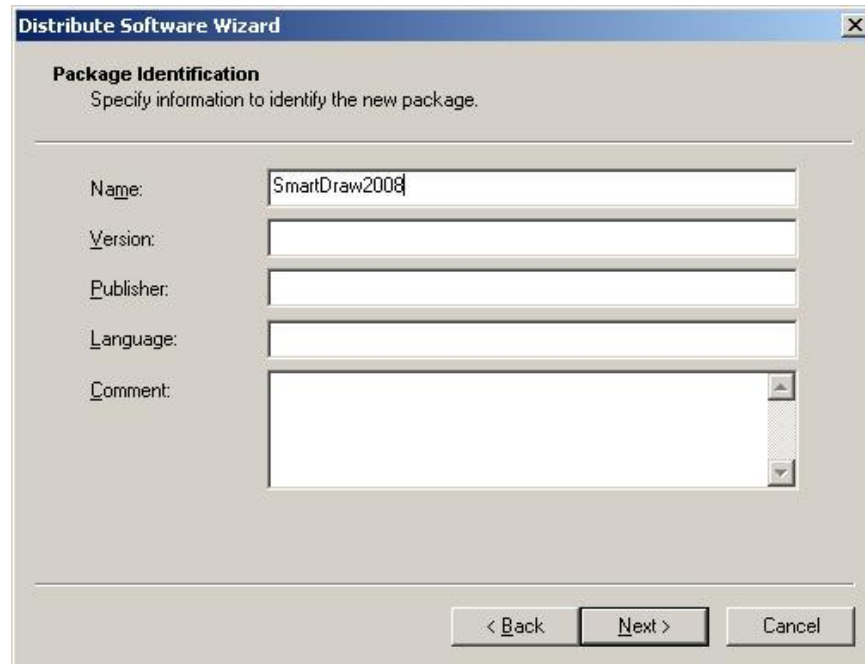 Distribute Software Wizard
Package Identification
Specify information to identify the new package.
Name: SmartDraw2008
Version:
Publisher:
Language:
Comment:
< Back Next > Cancel